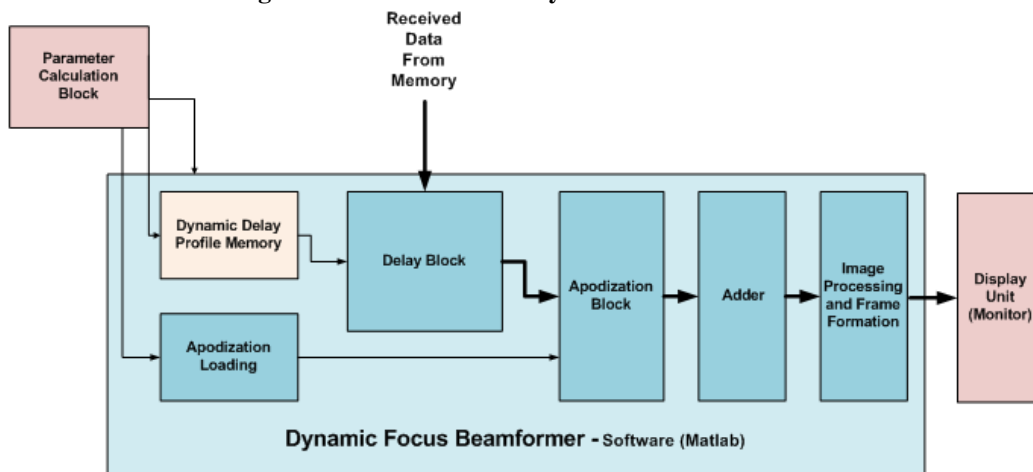 Received
Data
From
Memory
Parameter
Calculation
Block
Dynamic Delay
Profile Memory
Delay Block
Apodization
Block
Adder
Image
Processing
and Frame
Formation
Display
Unit
(Monitor)
Apodization
Loading
Dynamic Focus Beamformer - Software (Matlab)